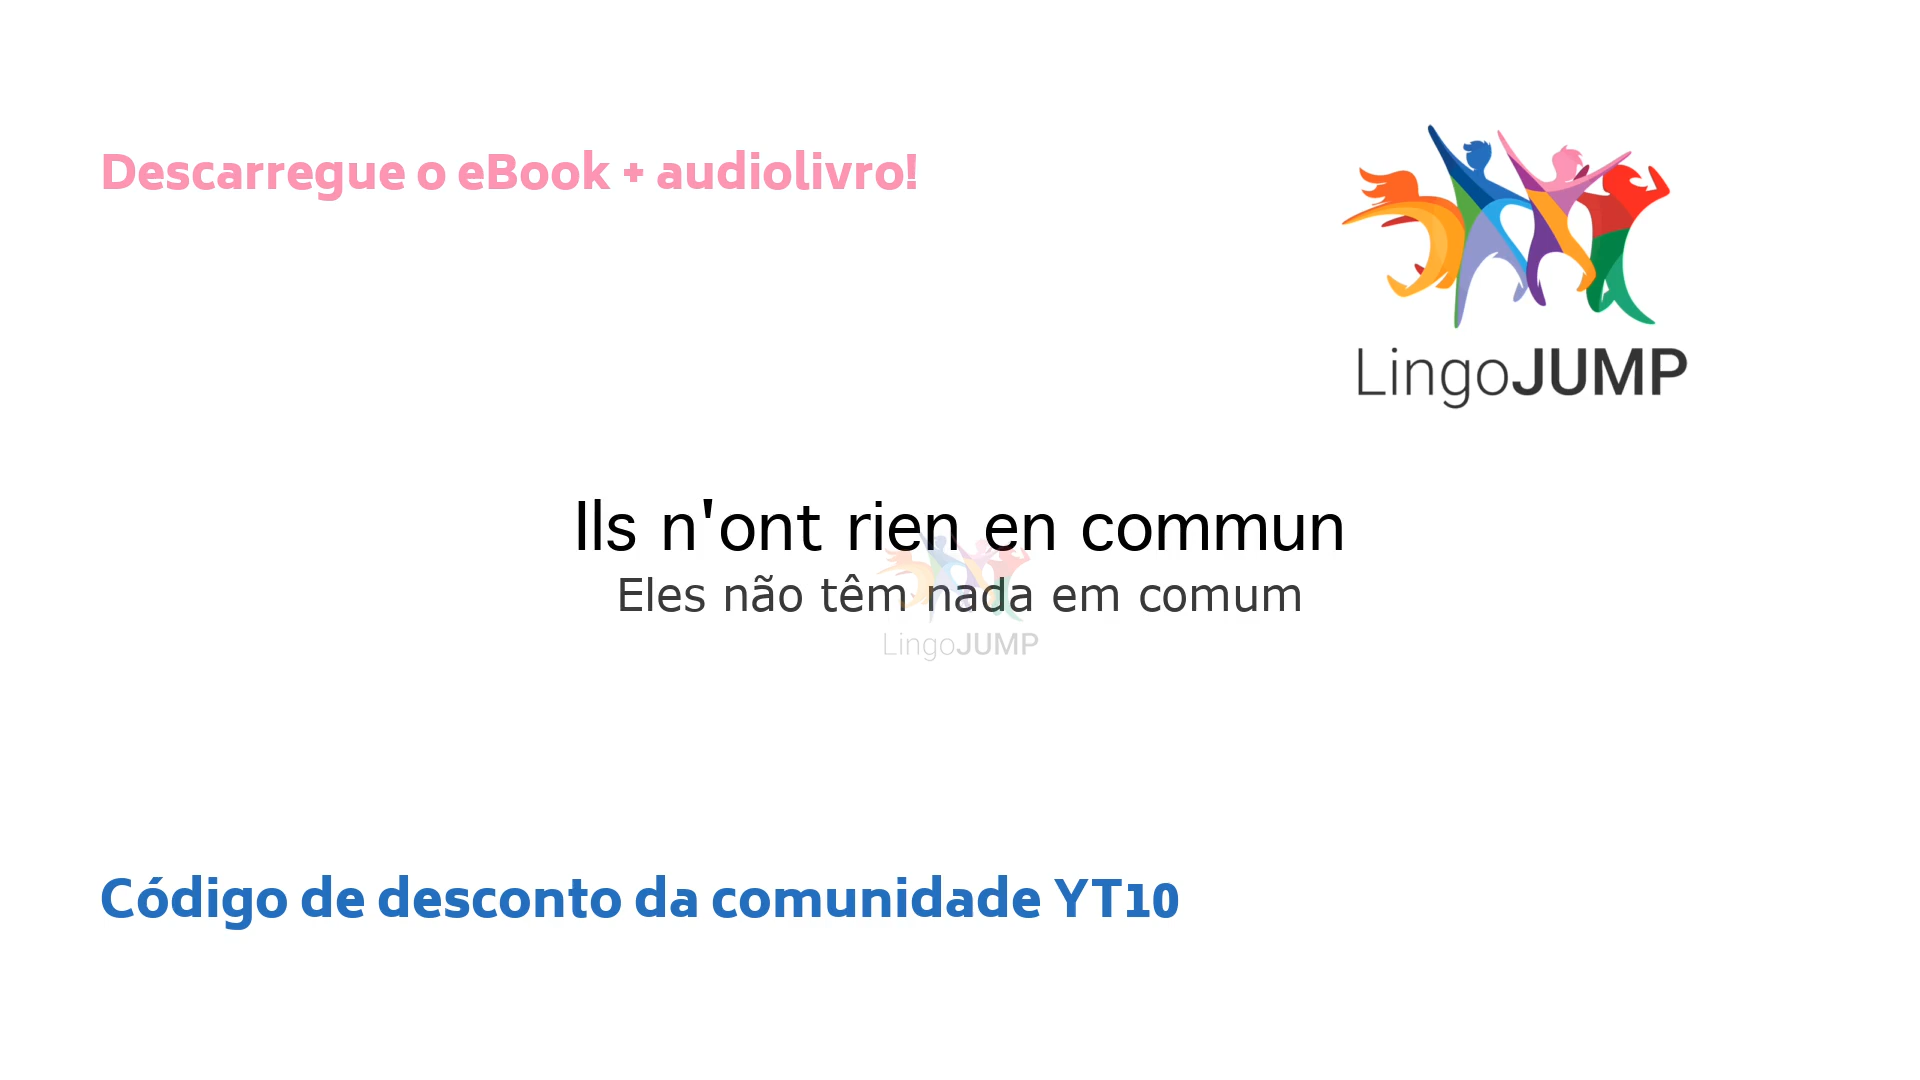 Descarregue o eBook + audiolivro!
LingoJUMP
Ils n'ont rien en commun
Eles não têm nada em comum
LingoJUMP
Código de desconto da comunidade YT10